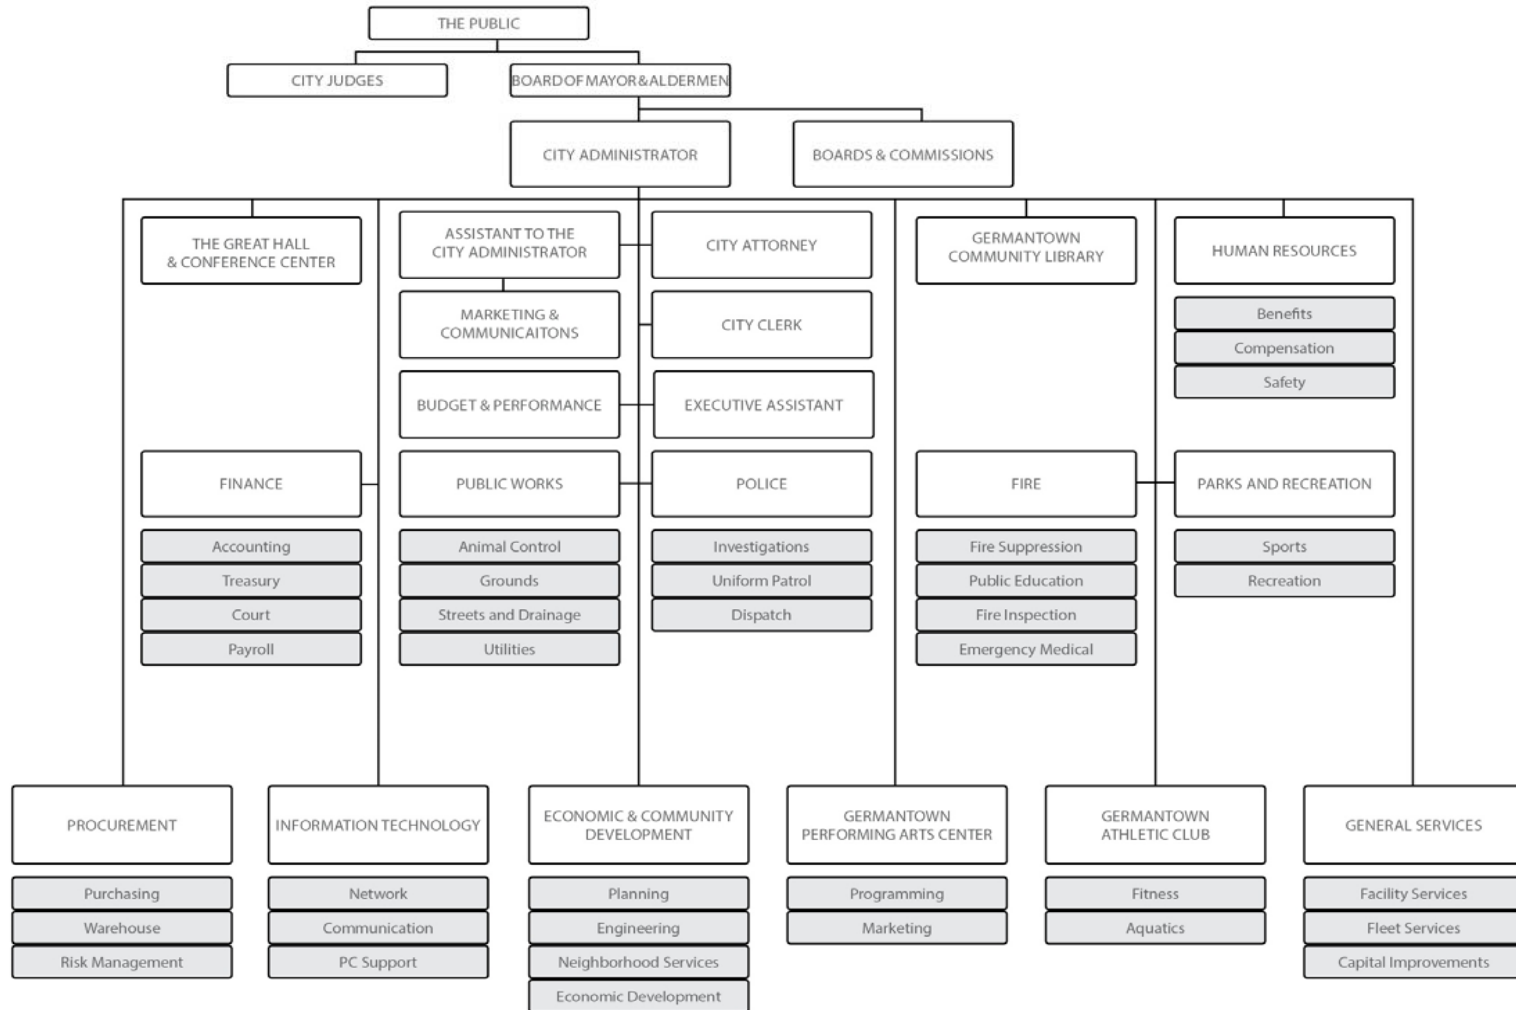 THE PUBLIC
CITY JUDGES
BOARD OF MAYOR & ALDERMEN
CITY ADMINISTRATOR
BOARDS & COMMISSIONS
THE GREAT HALL
& CONFERENCE CENTER
ASSISTANT TO THE
CITY ADMINISTRATOR
CITY ATTORNEY
GERMANTOWN
COMMUNITY LIBRARY
HUMAN RESOURCES
Benefits
Compensation
Safety
MARKETING &
COMMUNICAITONS
CITY CLERK
BUDGET & PERFORMANCE
EXECUTIVE ASSISTANT
FINANCE
Accounting
Treasury
Court
Payroll
PUBLIC WORKS
Animal Control
Grounds
Streets and Drainage
Utilities
POLICE
Investigations
Uniform Patrol
Dispatch
FIRE
Fire Suppression
Public Education
Fire Inspection
Emergency Medical
PARKS AND RECREATION
Sports
Recreation
PROCUREMENT
Purchasing
Warehouse
Risk Management
INFORMATION TECHNOLOGY
Network
Communication
PC Support
ECONOMIC & COMMUNITY
DEVELOPMENT
Planning
Engineering
Neighborhood Services
Economic Development
GERMANTOWN
PERFORMING ARTS CENTER
Programming
Marketing
GERMANTOWN
ATHLETIC CLUB
Fitness
Aquatics
GENERAL SERVICES
Facility Services
Fleet Services
Capital Improvements